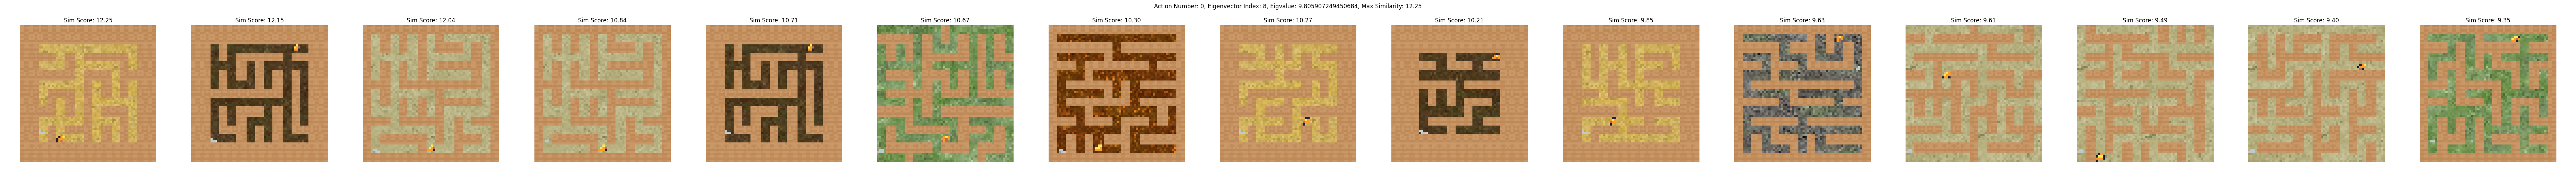 Action Number: 0, Eigenvector Index: 8, Eigvalue: 9.805907249450684, Max Similarity: 12.25
Sim Score: 12.25
Sim Score: 12.15
Sim Score: 12.04
Sim Score: 10.84
Sim Score: 10.71
Sim Score: 10.67
Sim Score: 10.30
Sim Score: 10.27
Sim Score: 10.21
Sim Score: 9.85
Sim Score: 9.63
Sim Score: 9.61
Sim Score: 9.49
Sim Score: 9.40
Sim Score: 9.35